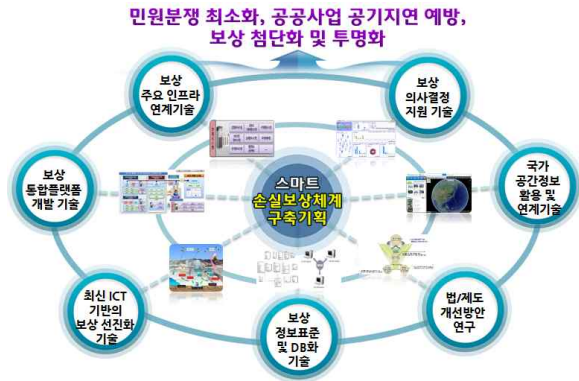 민원분쟁 최소화, 공공사업 공기지연 예방,
보상 첨단화 및 투명화
보상
주요 인프라
연계기술
보상
의사결정
지원 기술
보상
통합플랫폼
개발 기술
스마트
손실보상체계
구축기획
국가
공간정보
활용 및
연계기술
최신 ICT
기반의
보상 선진화
기술
보상
정보표준
및 DB화
기술
법/제도
개선방안
연구